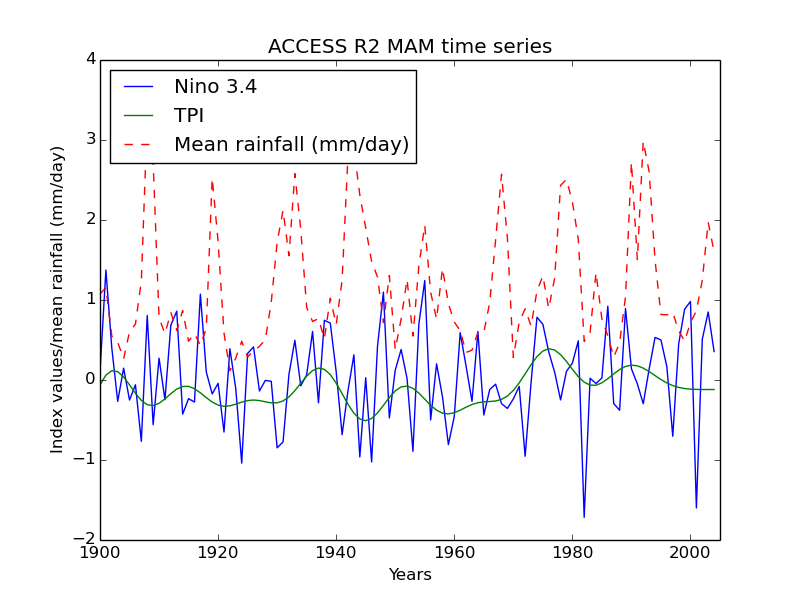 ACCESS R2 MAM time series
Nino 3.4
TPI
Mean rainfall (mm/day)
Index values/mean rainfall (mm/day)
4
3
2
1
0
−1
−2
1900 1920 1940 1960 1980 2000
Years